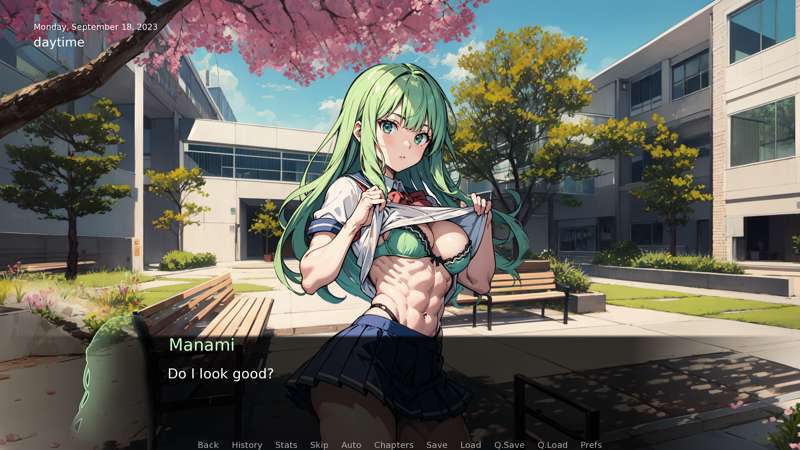 Monday, September 18, 2023
daytime
Manami
Do I look good?
Back History Stats Skip Auto Chapters Save Load Q.Save Q.Load Prefs